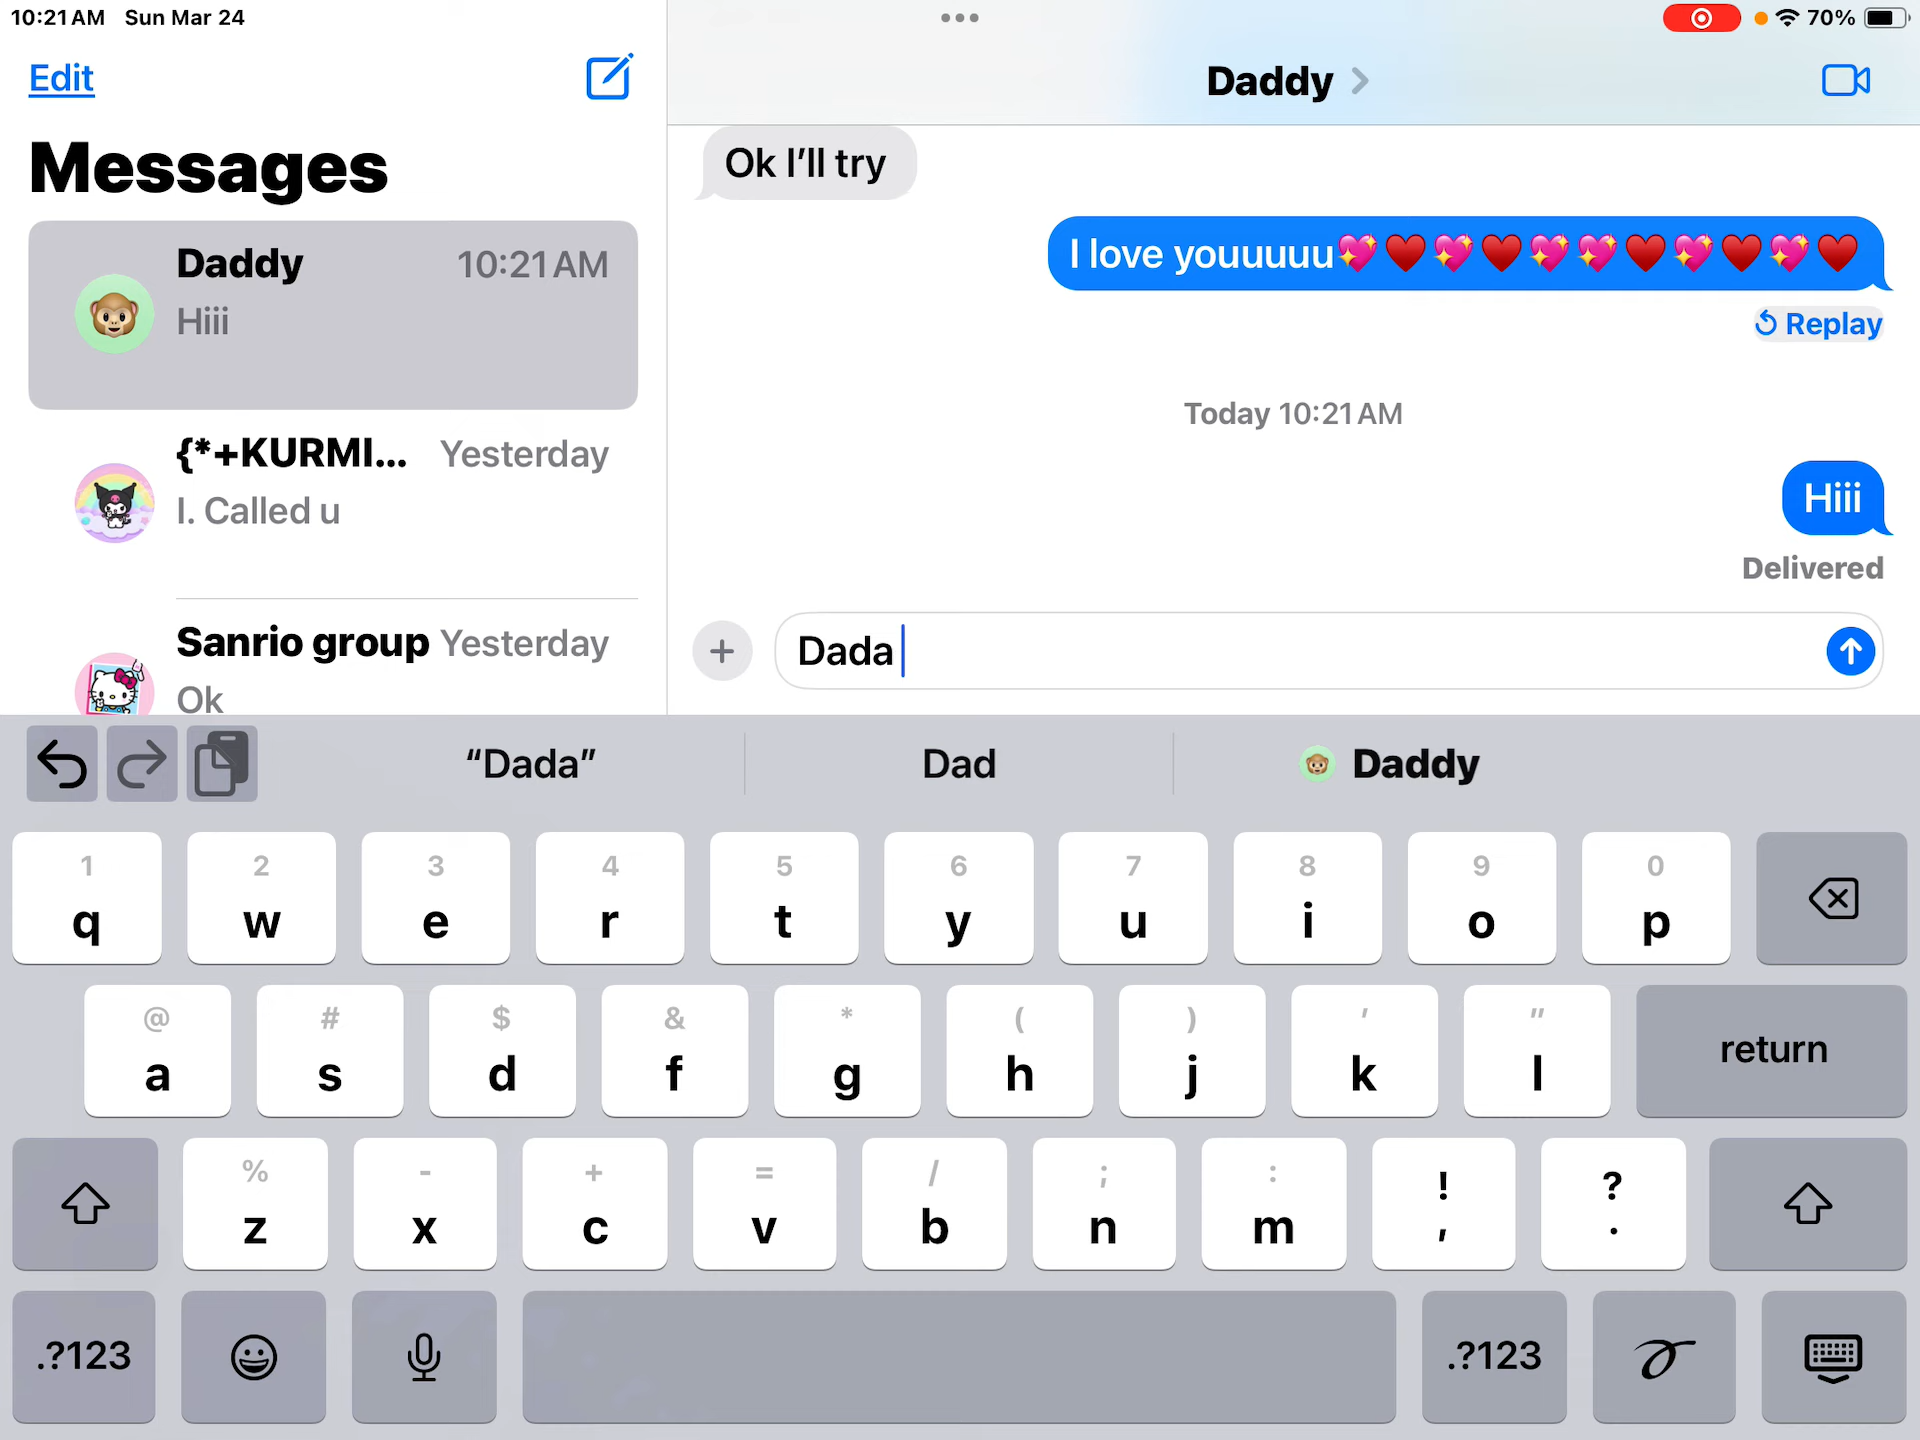 10:21 AM Sun Mar 24
70%
Edit
Messages
Daddy 10:21 AM
Hiii
{*+KURMI... Yesterday
I. Called u
Sanrio group Yesterday
Ok
Daddy
Ok I’ll try
I love youuuuu💖♥️💖♥️💖💖♥️💖♥️💖♥️
Replay
Today 10:21 AM
Hiii
Delivered
Dada
“Dada” Dad Daddy
1 2 3 4 5 6 7 8 9 0
q w e r t y u i o p
@ # $ & * ( ) ' "
a s d f g h j k l return
% - + = / ; : ! ?
z x c v b n m , .
.?123 .?123